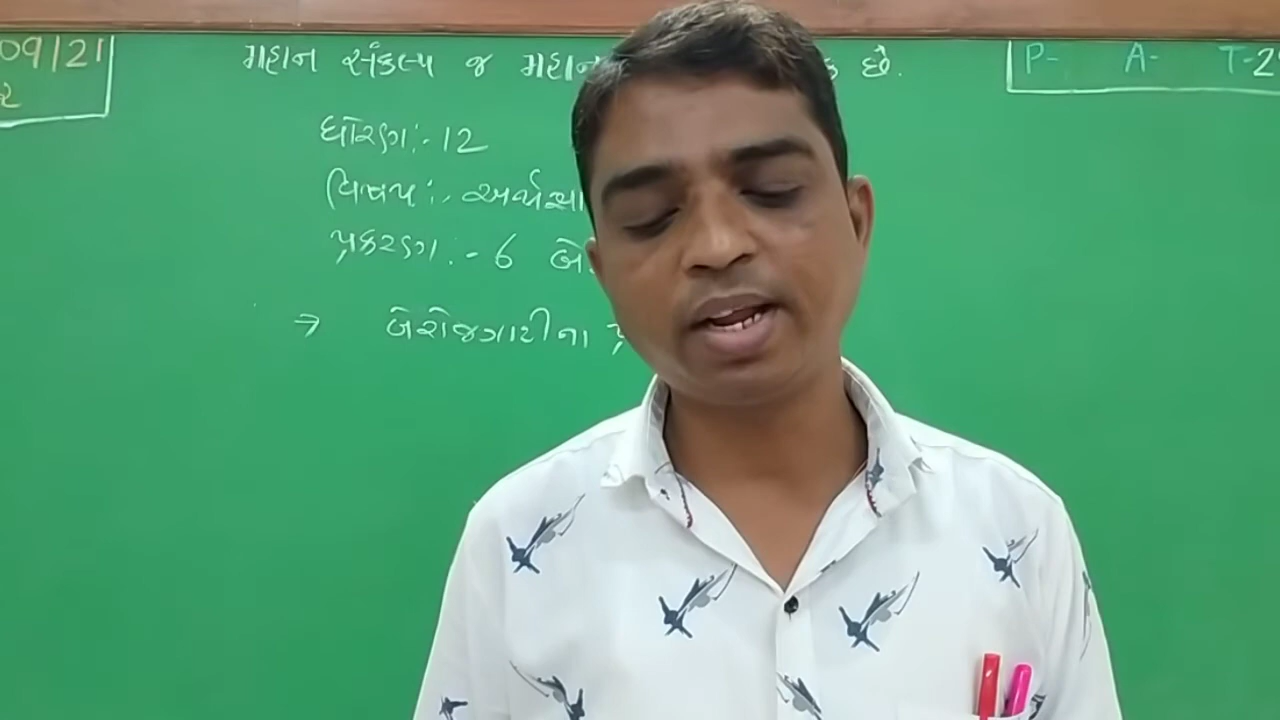 09/21
મહાન સંકલ્પ જ મહાન છે.
P- A- T-2
ધોરણ:- 12
વિષય:- અર્થશા
પ્રકરણ:- 6 બે
→ બેરોજગારીના પ્ર